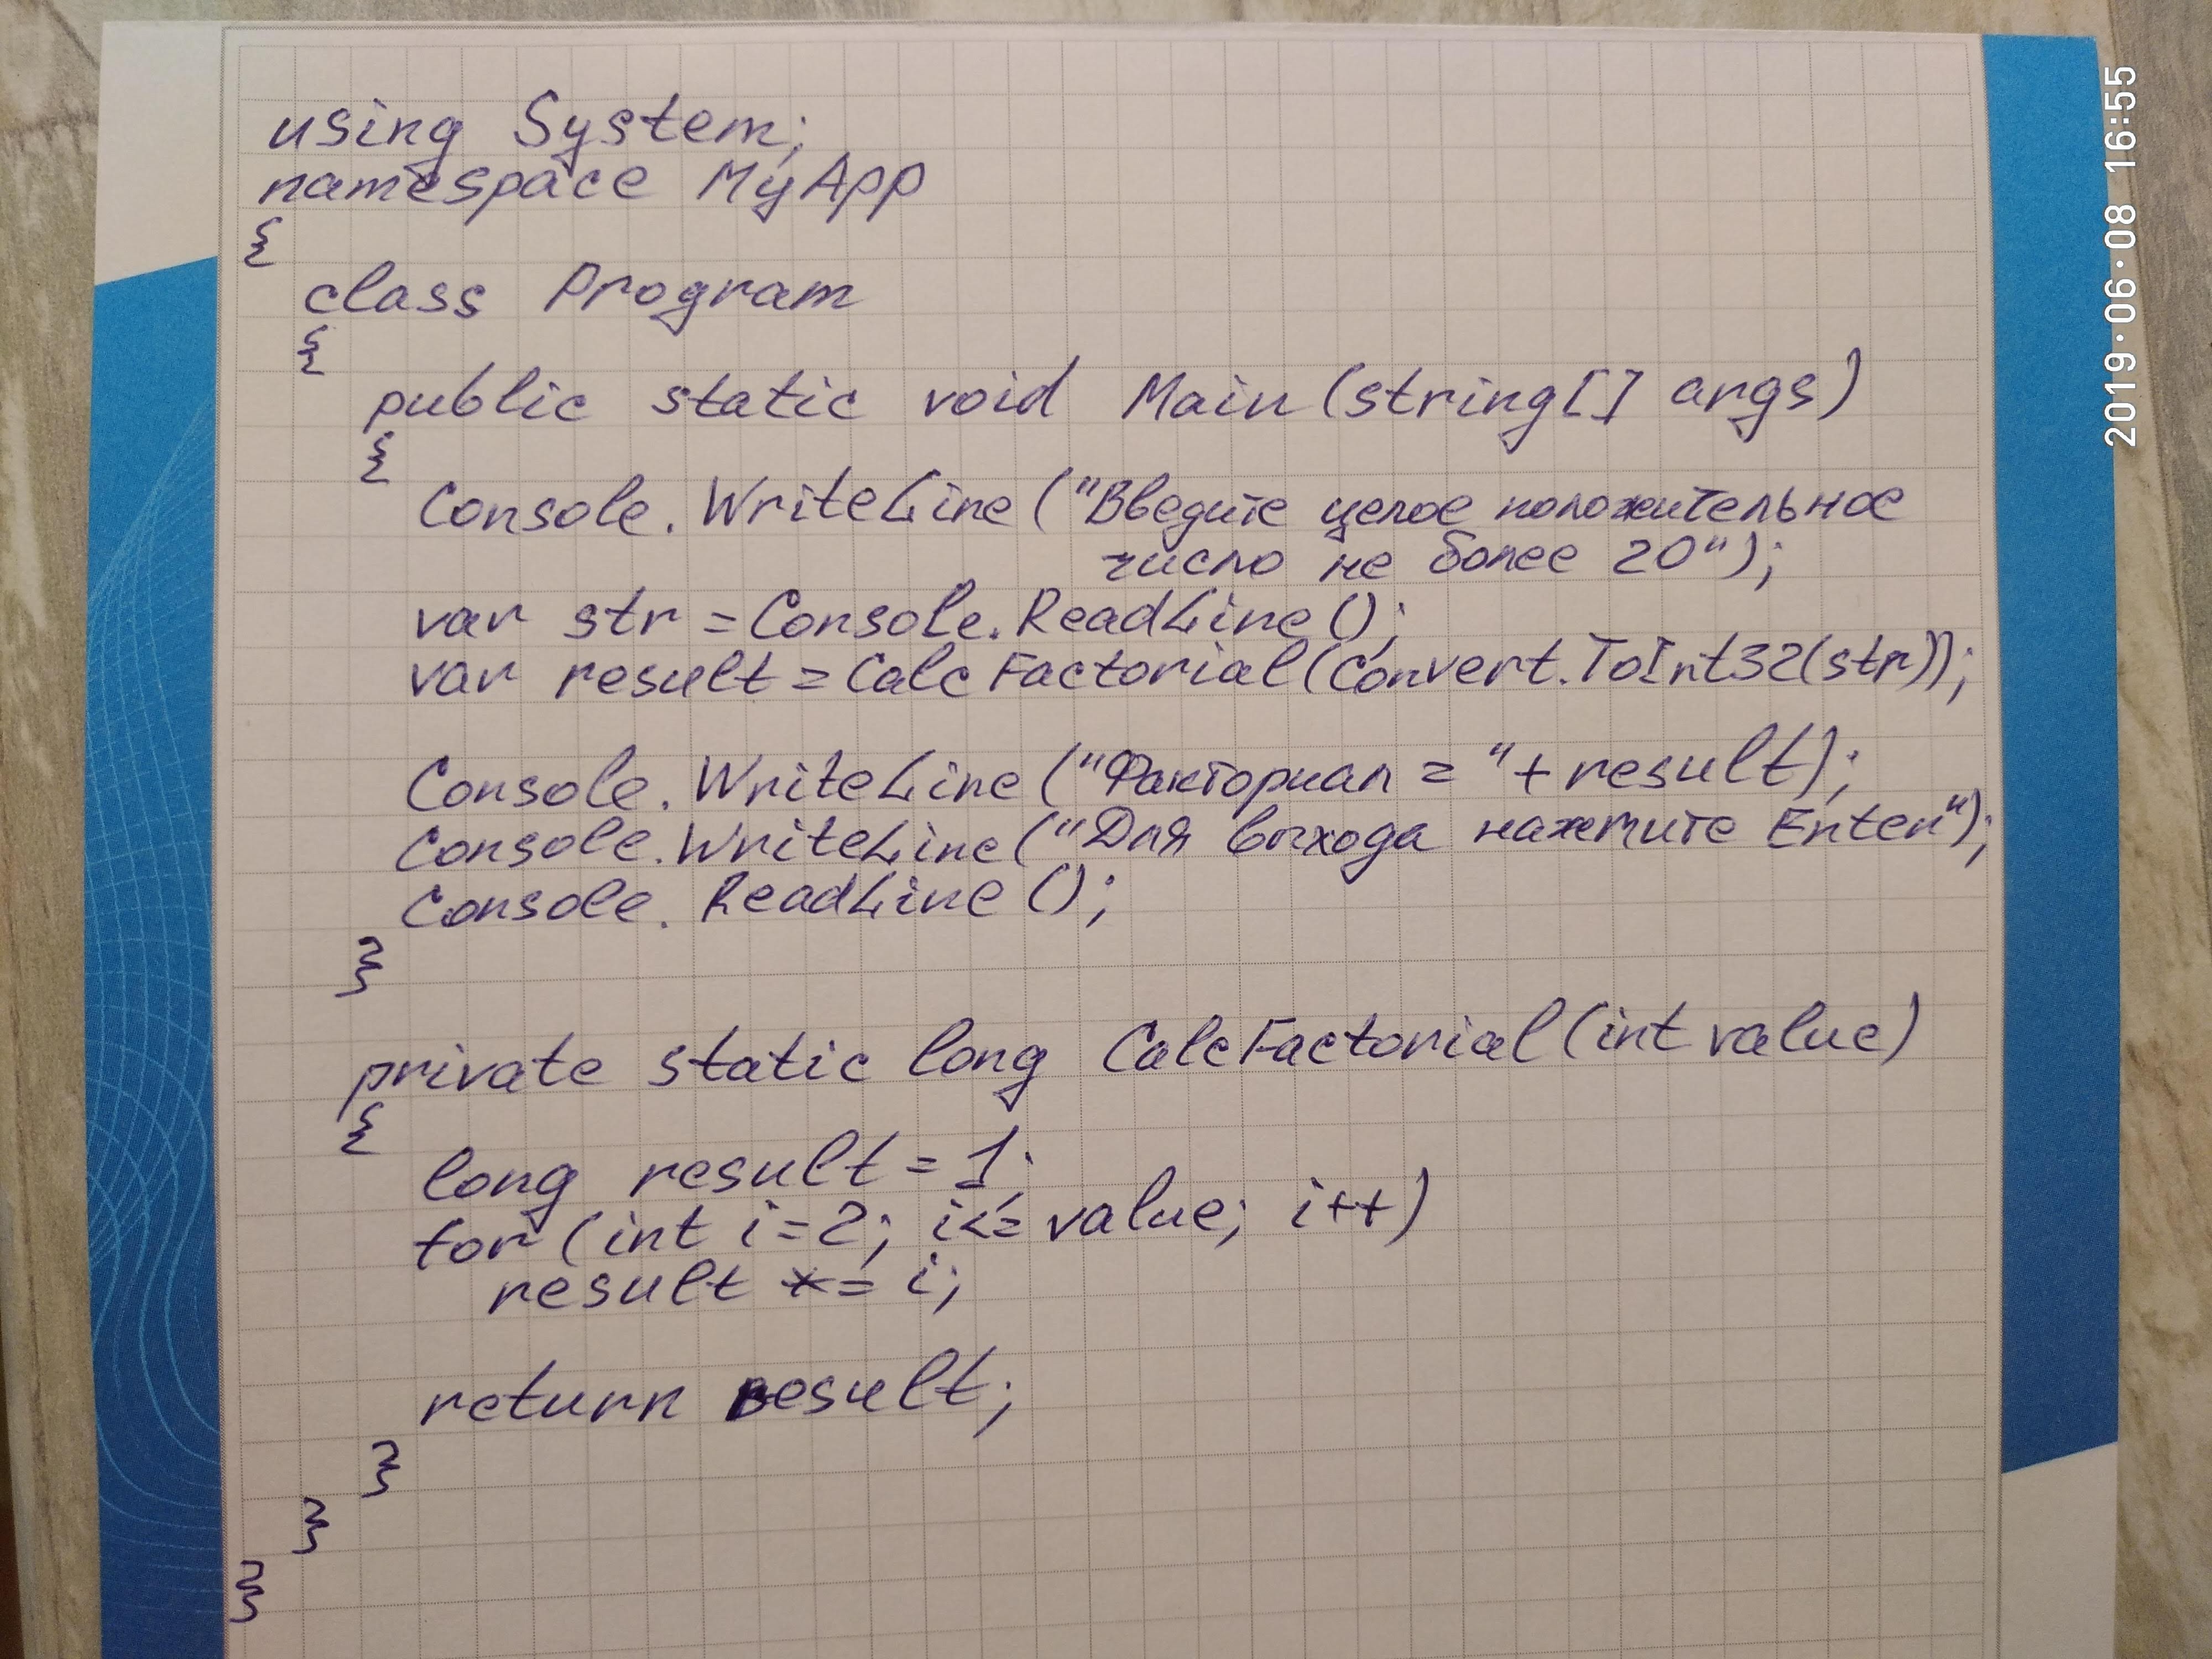 using System;
namespace MyApp
{
class Program
{
public static void Main(string[] args)
{
Console.WriteLine("Введите целое положительное
число не более 20");
var str = Console.ReadLine();
var result = CalcFactorial(Convert.ToInt32(str));
Console.WriteLine("Факториал = "+ result);
Console.WriteLine("Для выхода нажмите Enter");
Console.ReadLine();
}
private static long CalcFactorial(int value)
{
long result = 1;
for (int i=2; i<= value; i++)
result *= i;
return result;
}
}
}
2019·06·08 16:55